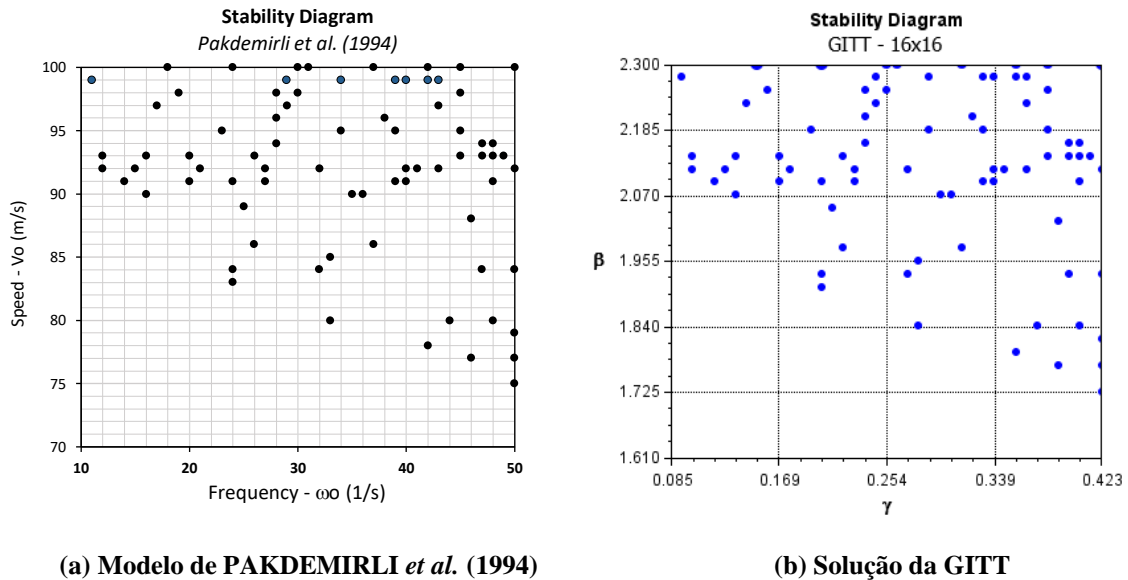 Stability Diagram
Pakdemirli et al. (1994)
100
95
90
85
80
75
70
Speed - Vo (m/s)
10
20
30
40
50
Frequency - ωo (1/s)
(a) Modelo de PAKDEMIRLI et al. (1994)
Stability Diagram
GITT - 16x16
2.300
2.185
2.070
1.955
β
1.840
1.725
1.610
0.085
0.169
0.254
0.339
0.423
γ
(b) Solução da GITT